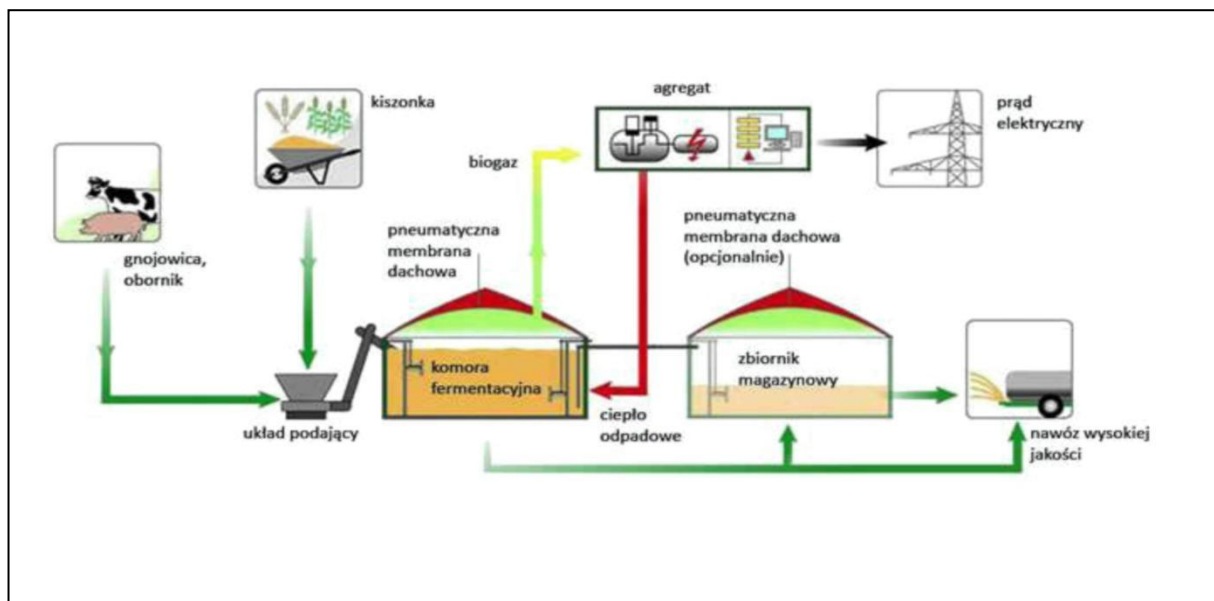 agregat
kiszonka
prąd
elektryczny
biogaz
pneumatyczna
membrana
dachowa
pneumatyczna
membrana dachowa
(opcjonalnie)
gnojowica,
obornik
komora
fermentacyjna
zbiornik
magazynowy
układ podający
ciepło
odpadowe
nawóz wysokiej
jakości